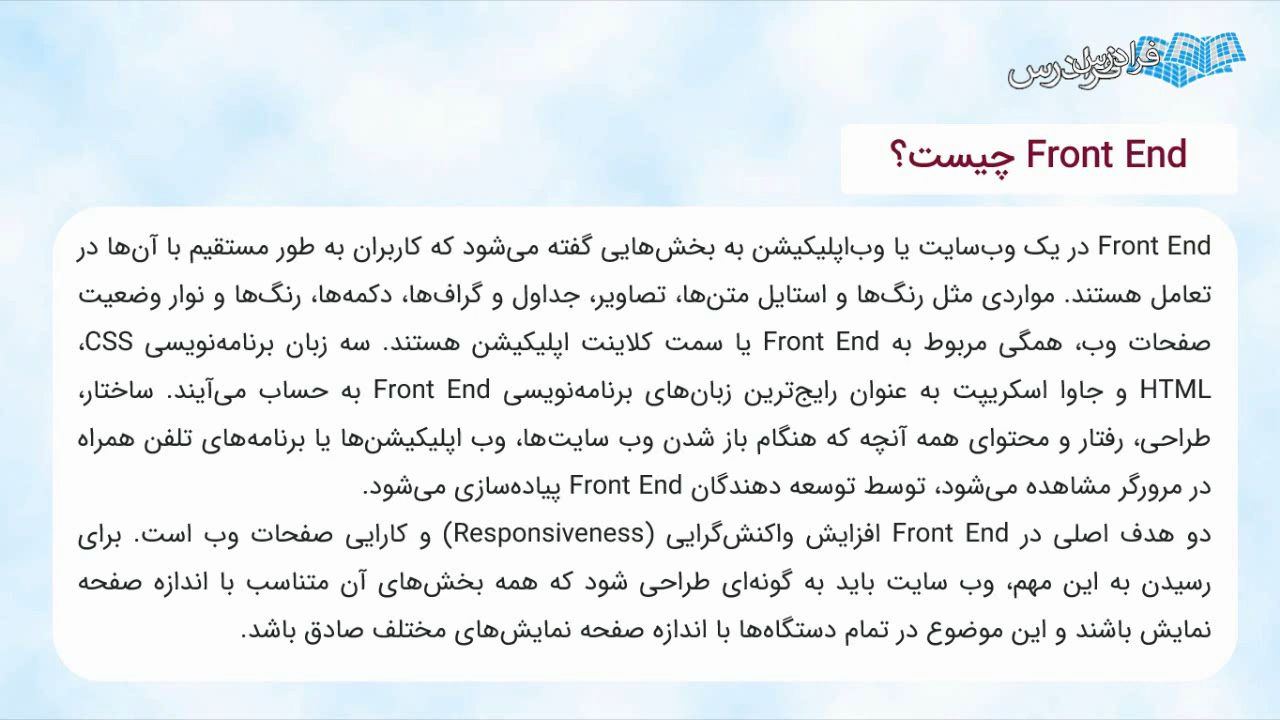 فرادرس
Front End چیست؟
Front End در یک وب‌سایت یا وب‌اپلیکیشن به بخش‌هایی گفته می‌شود که کاربران به طور مستقیم با آن‌ها در
تعامل هستند. مواردی مثل رنگ‌ها و استایل متن‌ها، تصاویر، جداول و گراف‌ها، دکمه‌ها، رنگ‌ها و نوار وضعیت
صفحات وب، همگی مربوط به Front End یا سمت کلاینت اپلیکیشن هستند. سه زبان برنامه‌نویسی CSS،
HTML و جاوا اسکریپت به عنوان رایج‌ترین زبان‌های برنامه‌نویسی Front End به حساب می‌آیند. ساختار،
طراحی، رفتار و محتوای همه آنچه که هنگام باز شدن وب سایت‌ها، وب اپلیکیشن‌ها یا برنامه‌های تلفن همراه
در مرورگر مشاهده می‌شود، توسط توسعه دهندگان Front End پیاده‌سازی می‌شود.
دو هدف اصلی در Front End افزایش واکنش‌گرایی (Responsiveness) و کارایی صفحات وب است. برای
رسیدن به این مهم، وب سایت باید به گونه‌ای طراحی شود که همه بخش‌های آن متناسب با اندازه صفحه
نمایش باشند و این موضوع در تمام دستگاه‌ها با اندازه صفحه نمایش‌های مختلف صادق باشد.